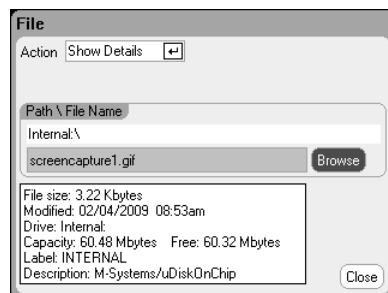 File
Action Show Details
Path \ File Name
Internal:\
screencapture1.gif Browse
File size: 3.22 Kbytes
Modified: 02/04/2009 08:53am
Drive: Internal:
Capacity: 60.48 Mbytes Free: 60.32 Mbytes
Label: INTERNAL
Description: M-Systems/uDiskOnChip
Close